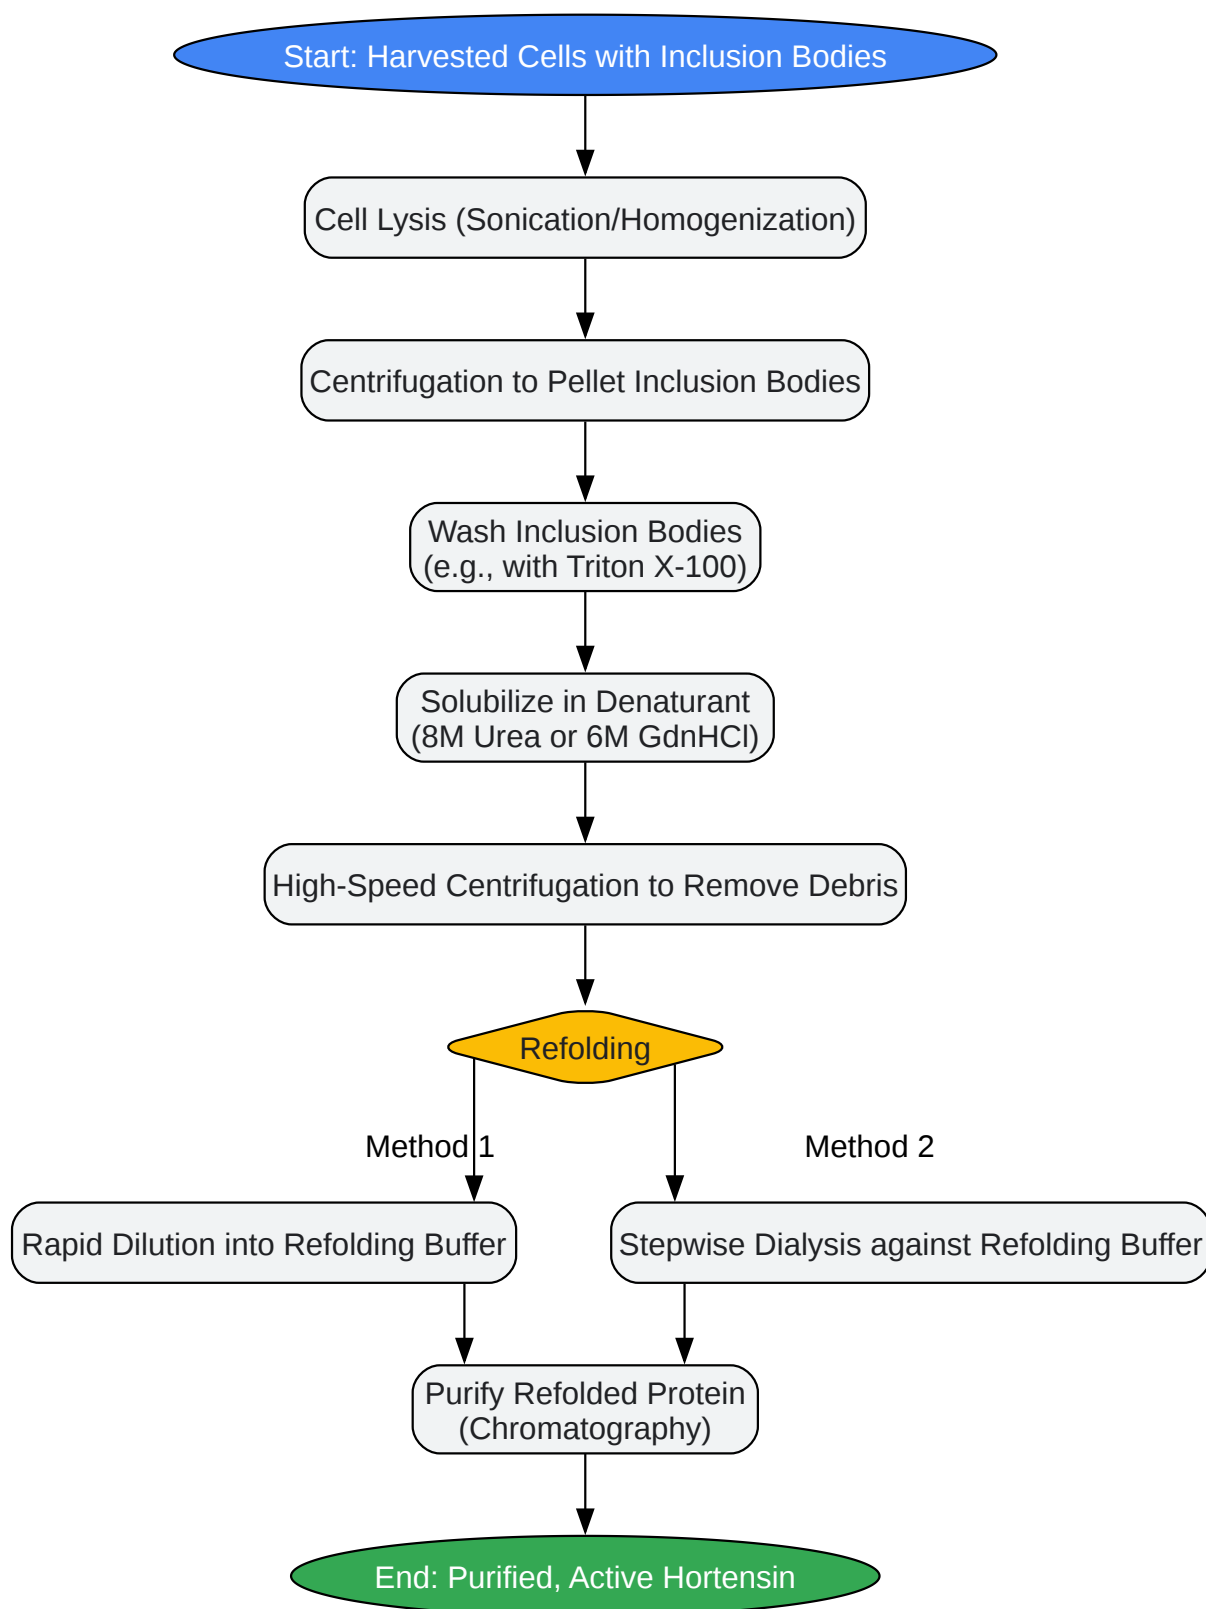 Start: Harvested Cells with Inclusion Bodies
Cell Lysis (Sonication/Homogenization)
Centrifugation to Pellet Inclusion Bodies
Wash Inclusion Bodies
(e.g., with Triton X-100)
Solubilize in Denaturant
(8M Urea or 6M GdnHCl)
High-Speed Centrifugation to Remove Debris
Refolding
Method 1
Method 2
Rapid Dilution into Refolding Buffer
Stepwise Dialysis against Refolding Buffer
Purify Refolded Protein
(Chromatography)
End: Purified, Active Hortensin